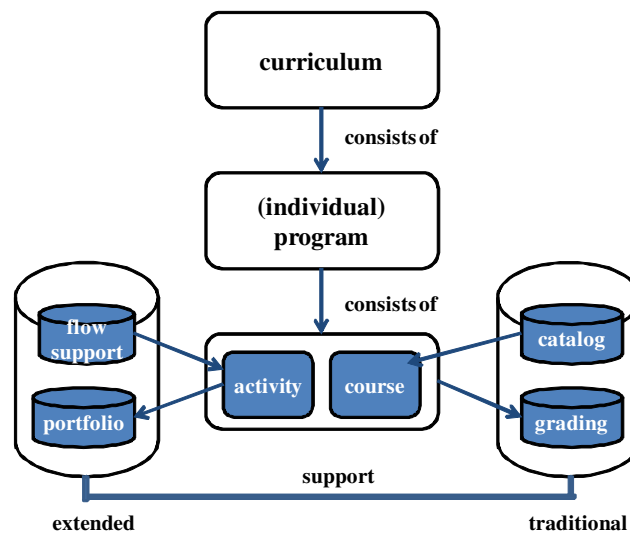 curriculum
consists of
(individual)
program
consists of
flow
support
catalog
activity
course
portfolio
grading
support
extended
traditional